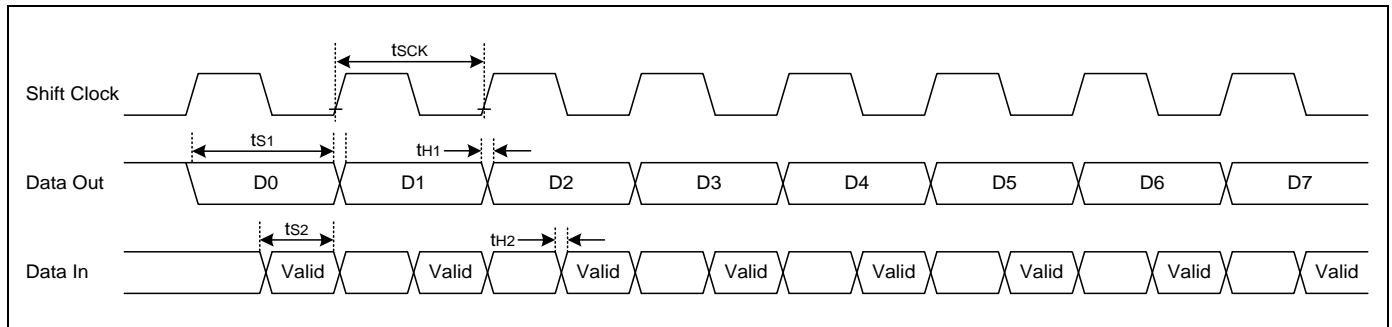 tSCK
Shift Clock
tS1
tH1
Data Out
D0
D1
D2
D3
D4
D5
D6
D7
tS2
tH2
Data In
Valid
Valid
Valid
Valid
Valid
Valid
Valid
Valid